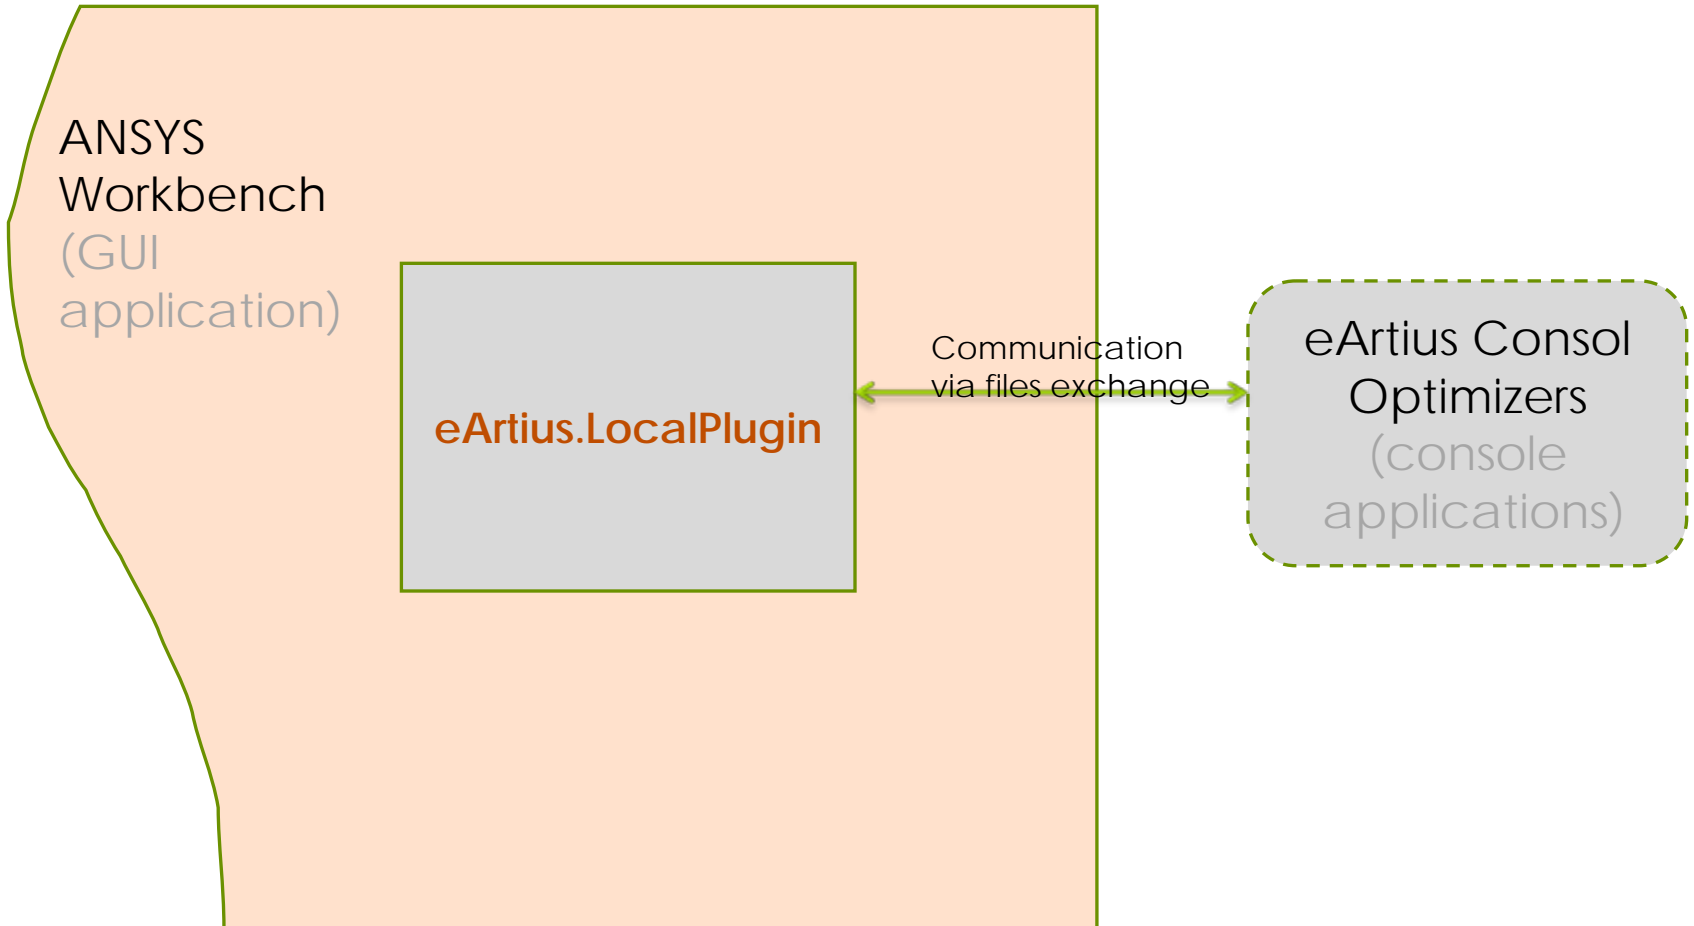 ANSYS
Workbench
(GUI
application)
eArtius.LocalPlugin
Communication
via files exchange
eArtius Consol
Optimizers
(console
applications)